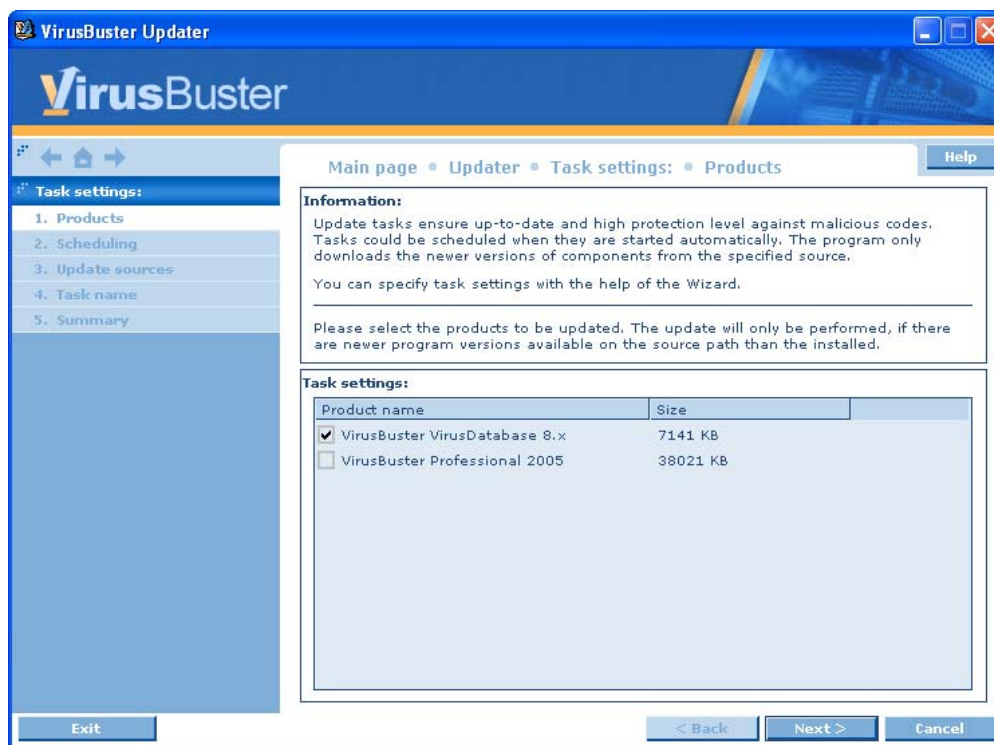 VirusBuster Updater
VirusBuster
Help
Main page • Updater • Task settings: • Products
Task settings:
1. Products
2. Scheduling
3. Update sources
4. Task name
5. Summary
Information:
Update tasks ensure up-to-date and high protection level against malicious codes.
Tasks could be scheduled when they are started automatically. The program only
downloads the newer versions of components from the specified source.
You can specify task settings with the help of the Wizard.
Please select the products to be updated. The update will only be performed, if there
are newer program versions available on the source path than the installed.
Task settings:
Product name Size
VirusBuster VirusDatabase 8.x 7141 KB
VirusBuster Professional 2005 38021 KB
Exit
< Back Next > Cancel